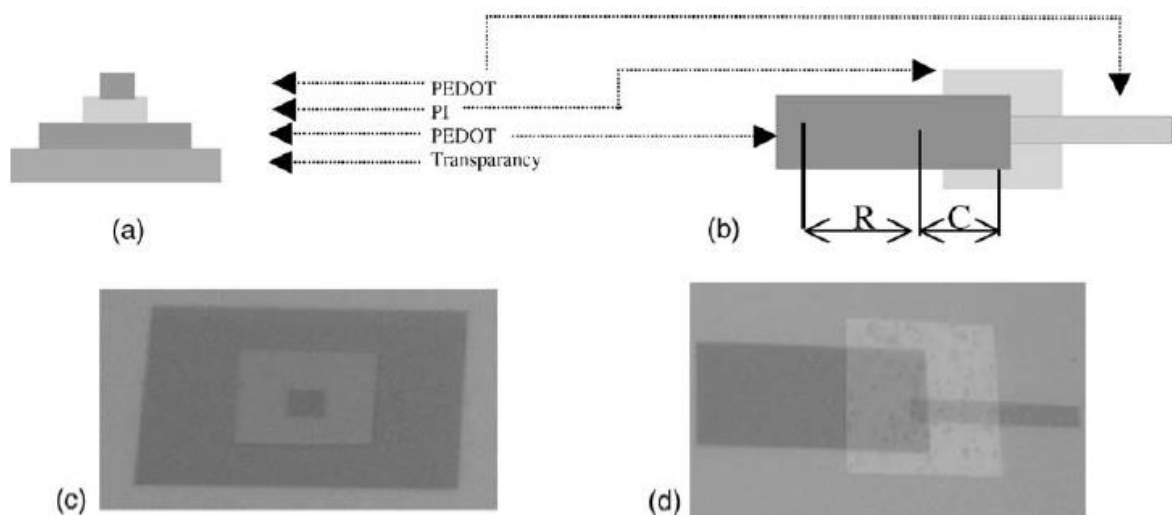 PEDOT
PI
PEDOT
Transparancy
(a)
(b)
R
C
(c)
(d)